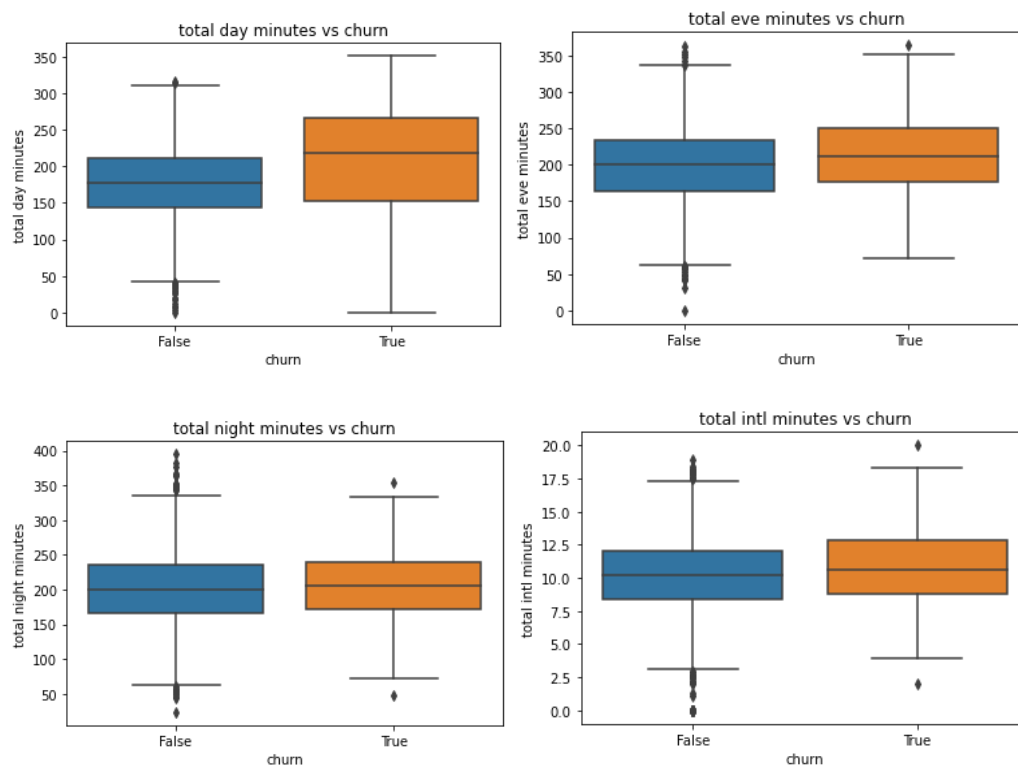 total day minutes vs churn
total day minutes
350
300
250
200
150
100
50
0
False True
churn
total eve minutes vs churn
total eve minutes
350
300
250
200
150
100
50
0
False True
churn
total night minutes vs churn
total night minutes
400
350
300
250
200
150
100
50
False True
churn
total intl minutes vs churn
total intl minutes
20.0
17.5
15.0
12.5
10.0
7.5
5.0
2.5
0.0
False True
churn